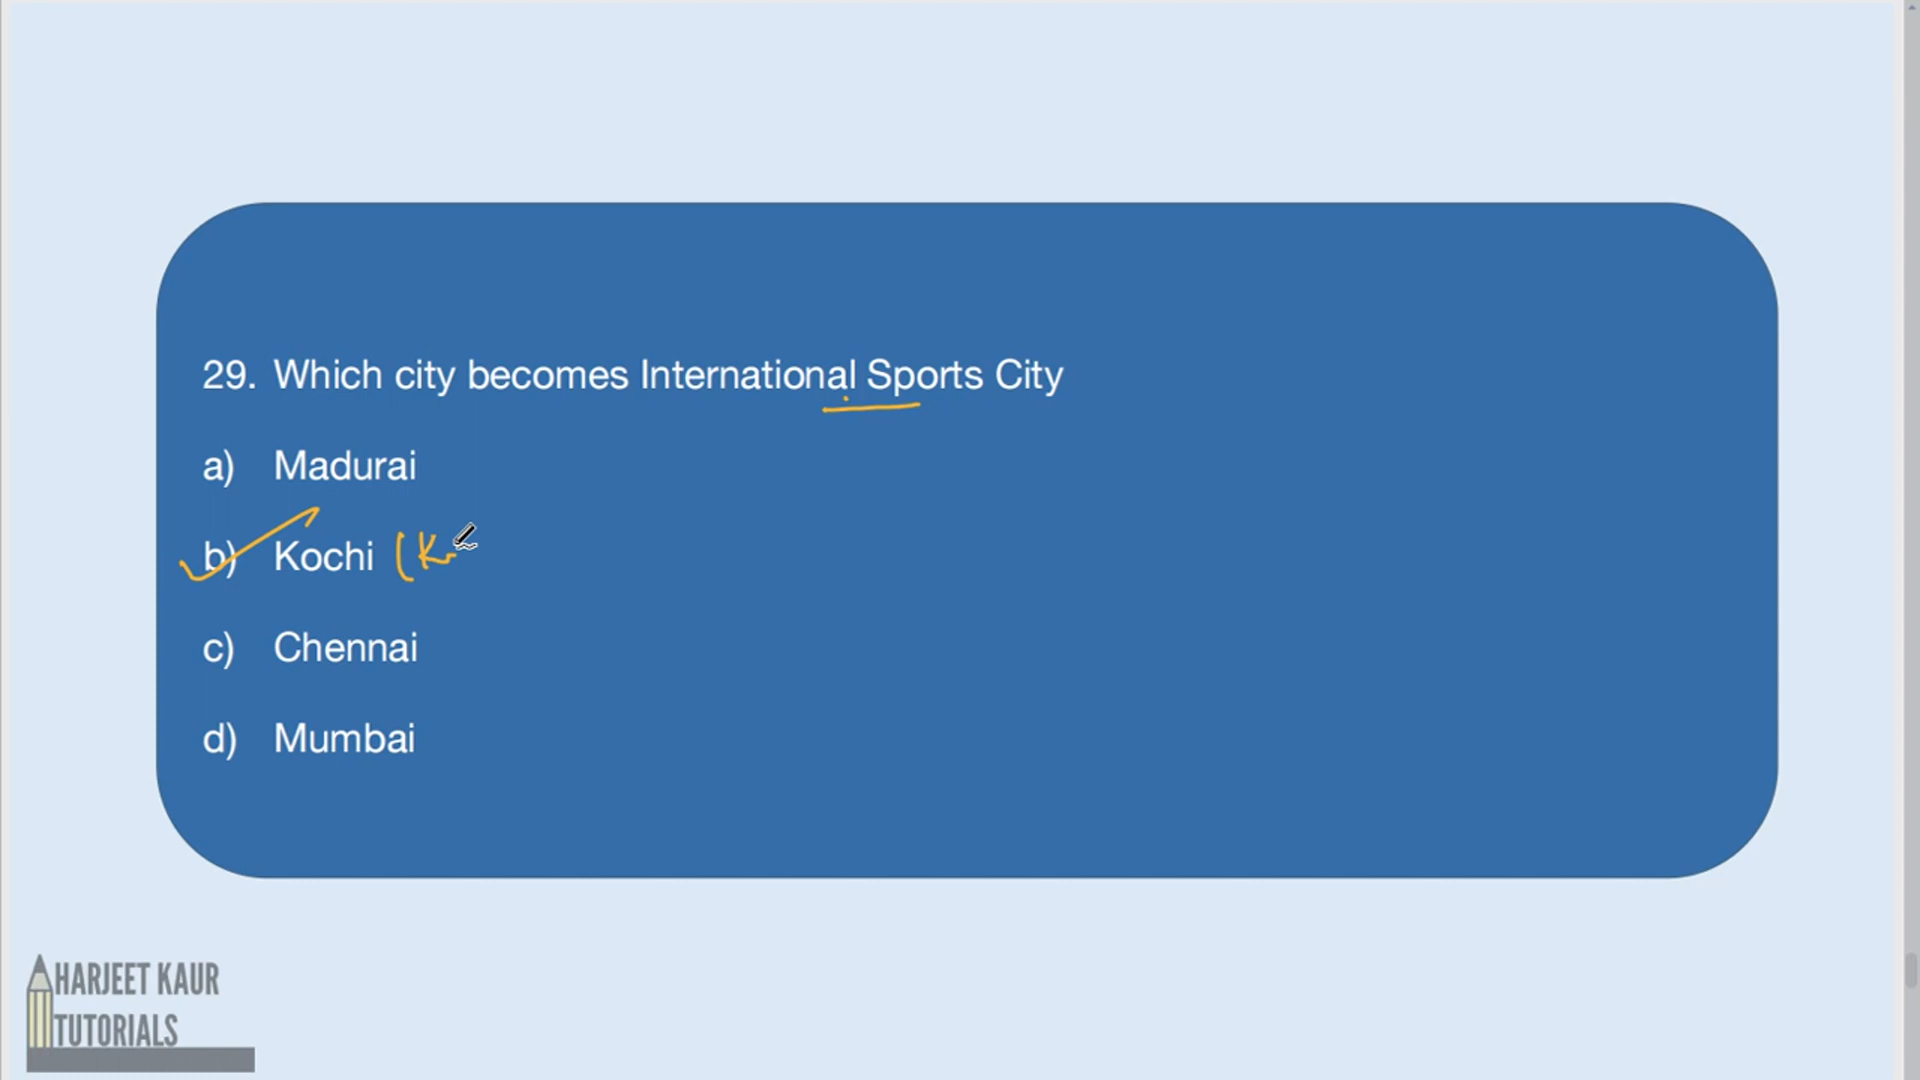 29. Which city becomes International Sports City
a) Madurai
b) Kochi
c) Chennai
d) Mumbai
HARJEET KAUR
TUTORIALS